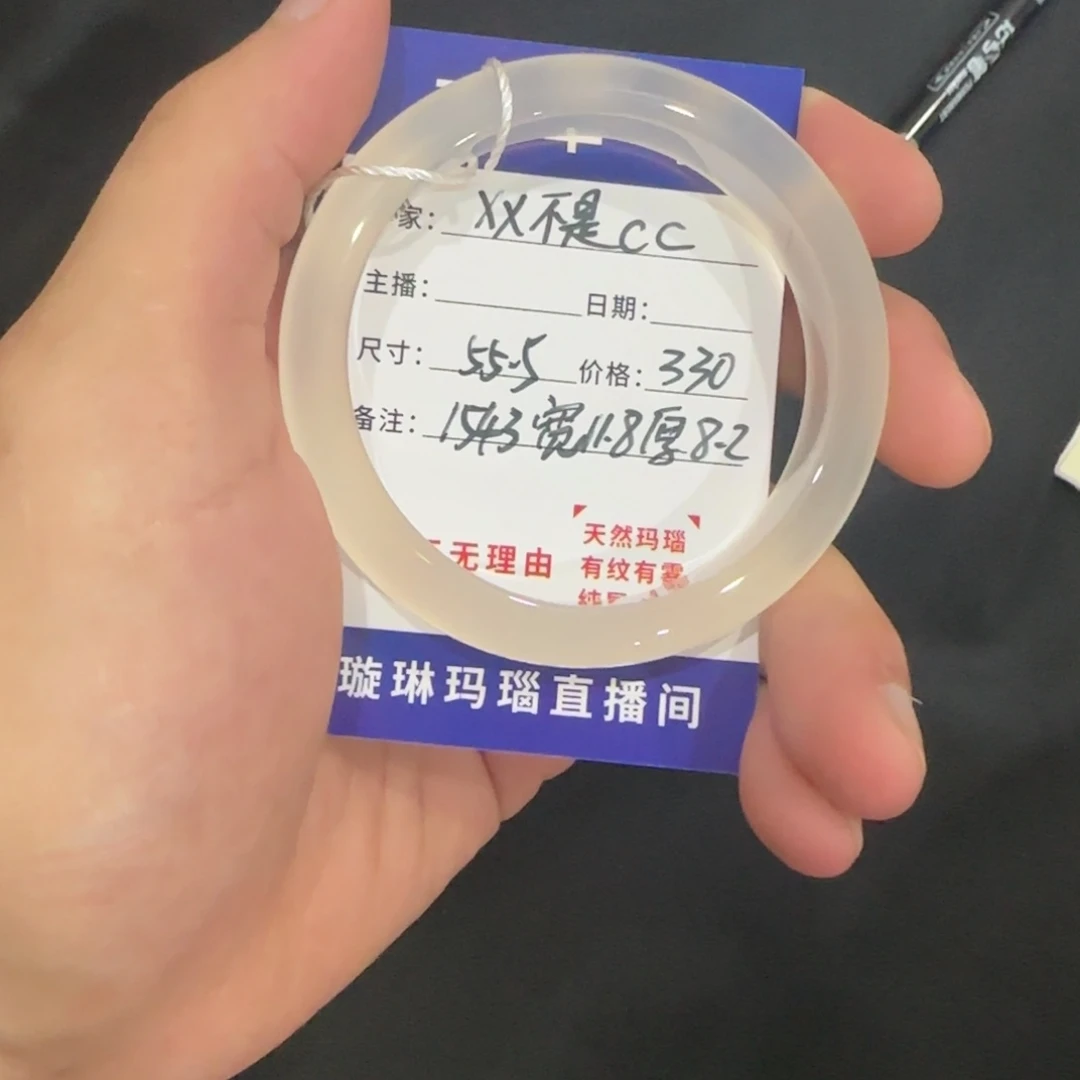 家: XX不是CC
主播: 日期:
尺寸: 55.5 价格: 330
备注: 1543宽11.8厚8.2
天然玛瑙
无理由 有纹有雾
璇琳玛瑙直播间